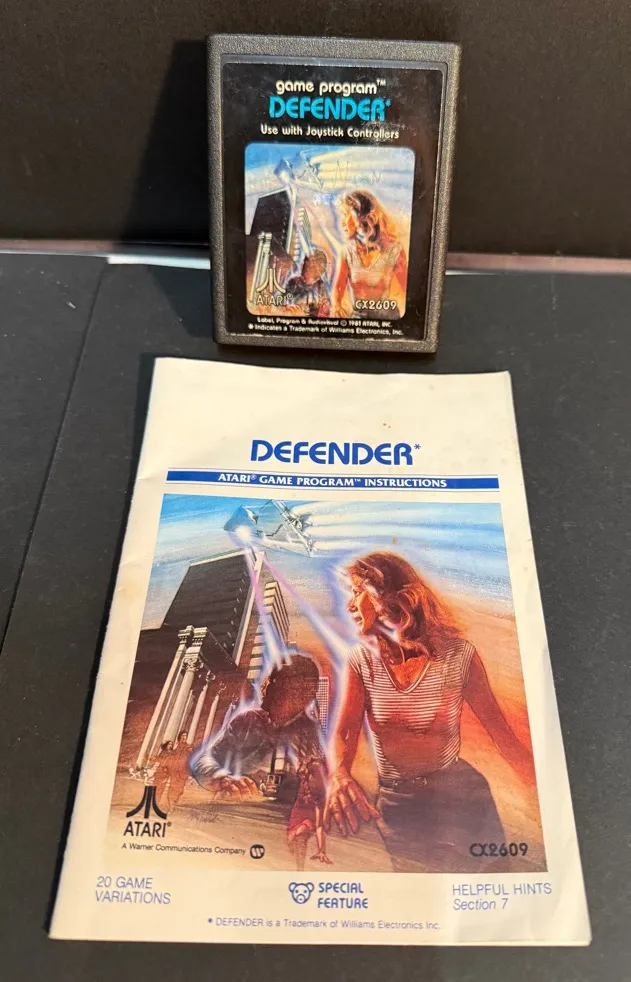 game program™
DEFENDER*
Use with Joystick Controllers
ATARI®
CX2609
Label, Program & Audiovisual © 1981 ATARI, INC.
* Indicates a Trademark of Williams Electronics, Inc.
DEFENDER*
ATARI® GAME PROGRAM™ INSTRUCTIONS
ATARI®
A Warner Communications Company
CX2609
20 GAME
VARIATIONS
SPECIAL
FEATURE
HELPFUL HINTS
Section 7
* DEFENDER is a Trademark of Williams Electronics Inc.